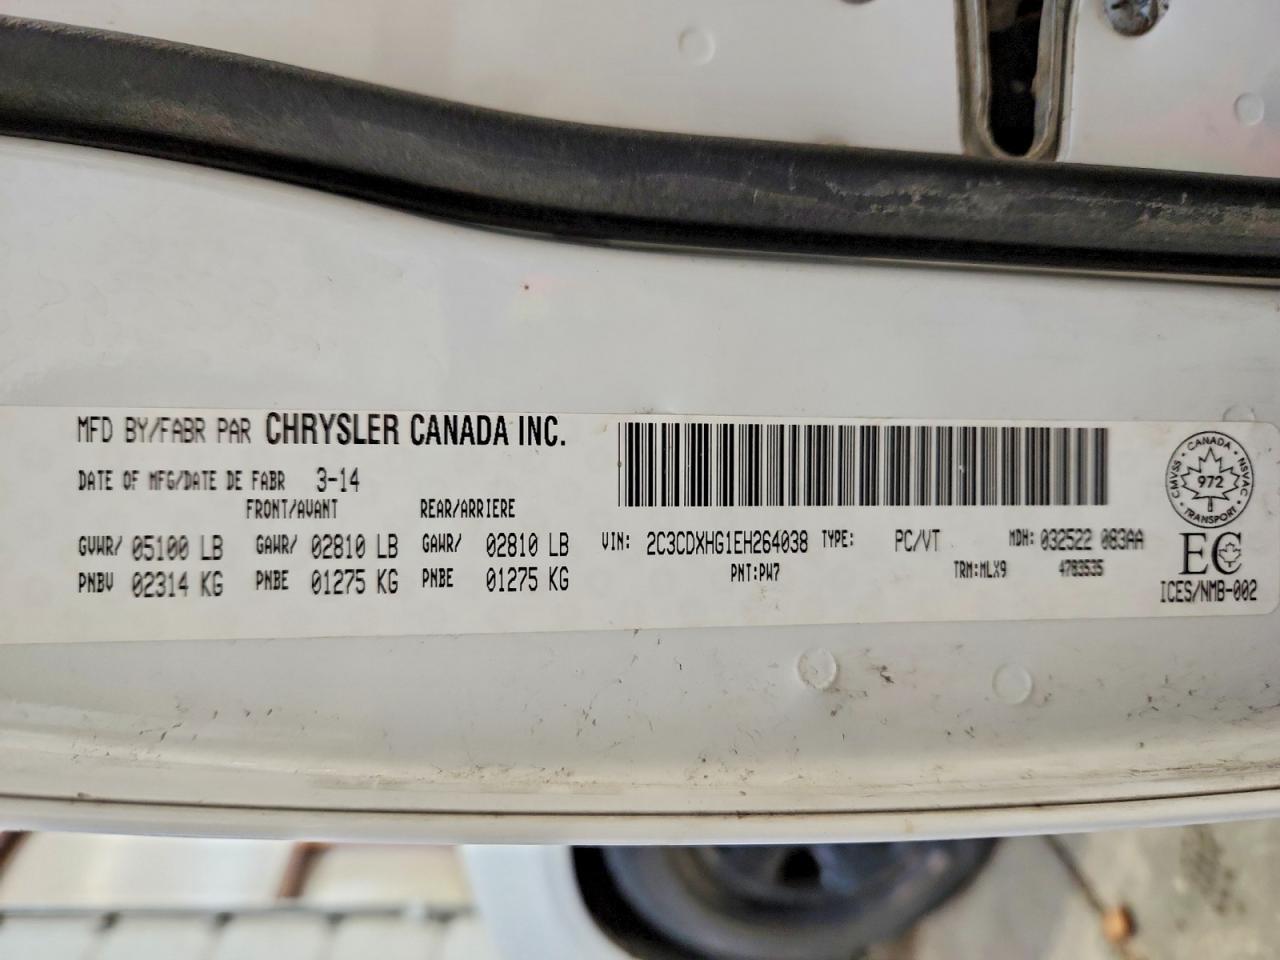 MFD BY/FABR PAR CHRYSLER CANADA INC.
DATE OF MFG/DATE DE FABR 3-14
FRONT/AVANT REAR/ARRIERE
GVWR/ 05100 LB GAWR/ 02810 LB GAWR/ 02810 LB
PNBV 02314 KG PNBE 01275 KG PNBE 01275 KG
VIN: 2C3CDXHG1EH264038 TYPE: PC/VT MDH: 032522 083AA
PNT:PW7 TRM:MLX9 4783535
CMVSS • CANADA • NSVAC • TRANSPORT •
972
EC
ICES/NMB-002